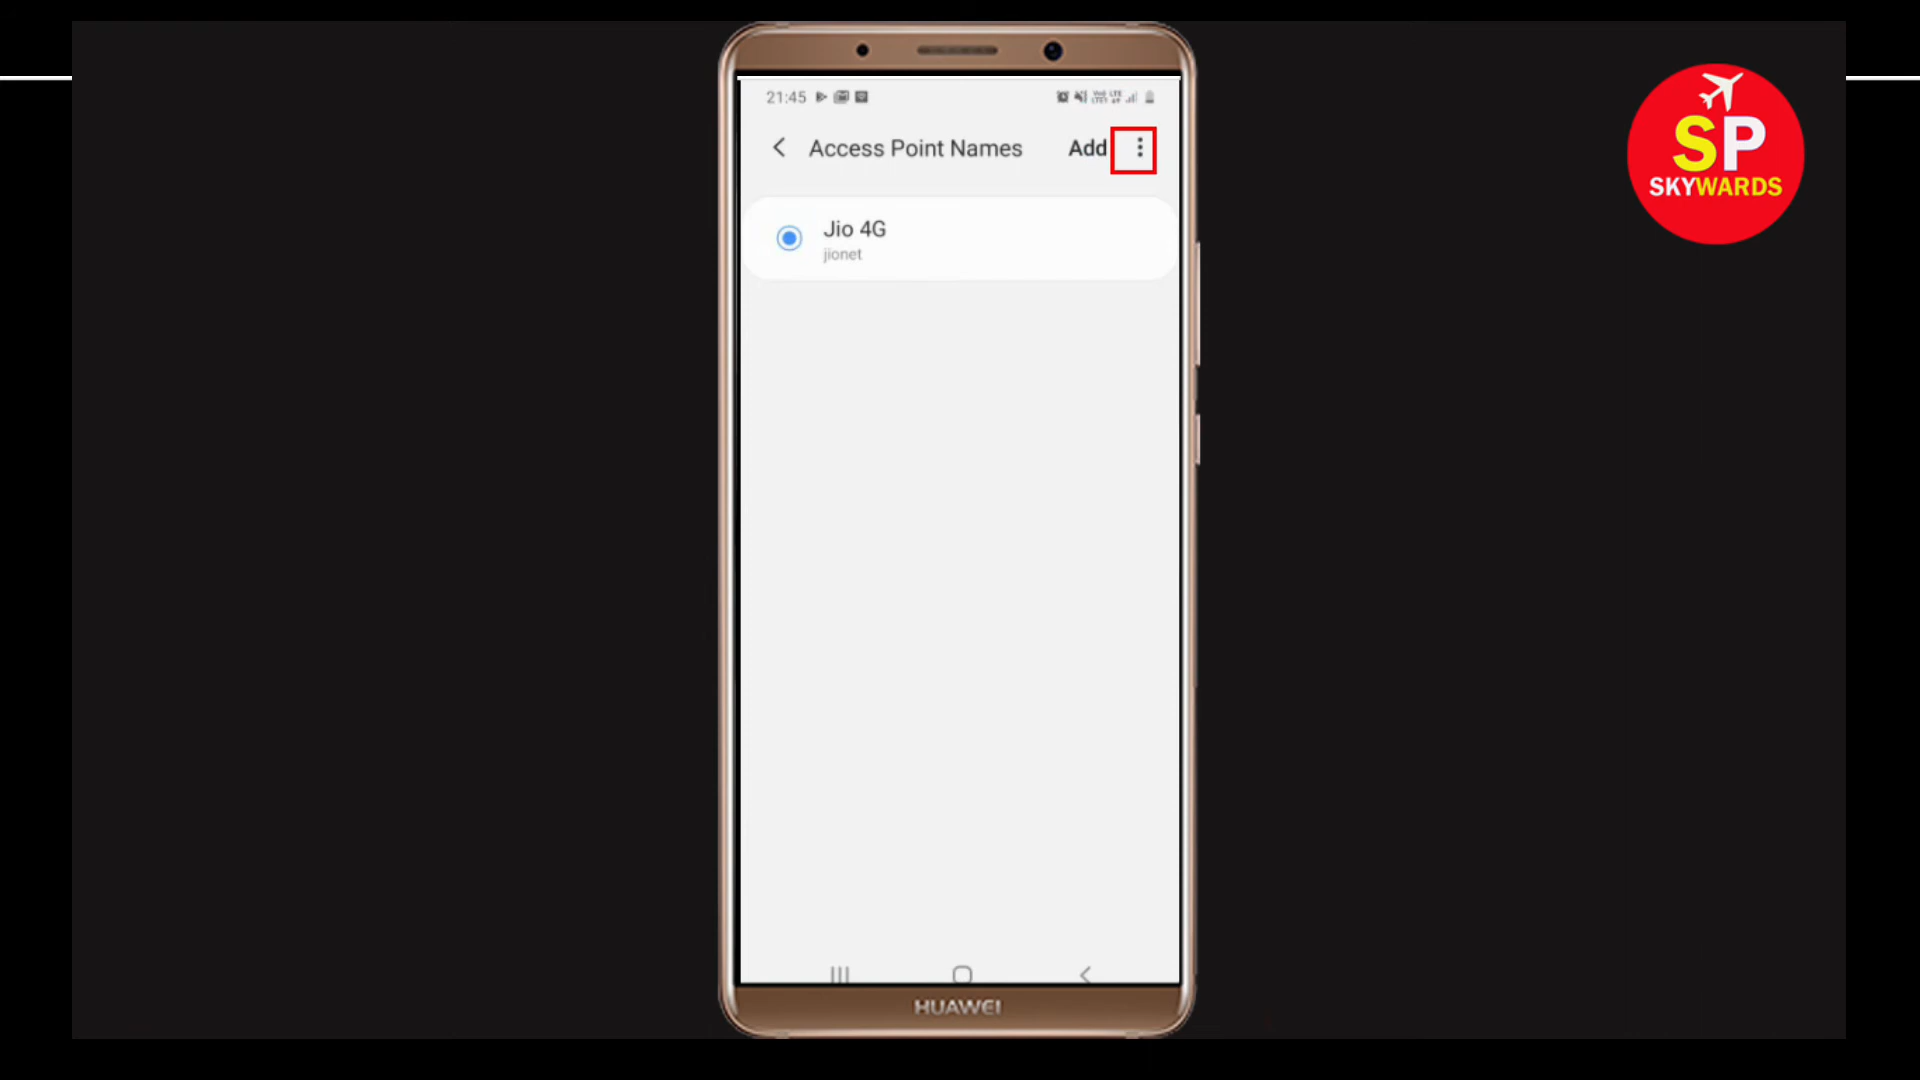 21:45
Access Point Names
Add
Jio 4G
jionet
HUAWEI
SP
SKYWARDS